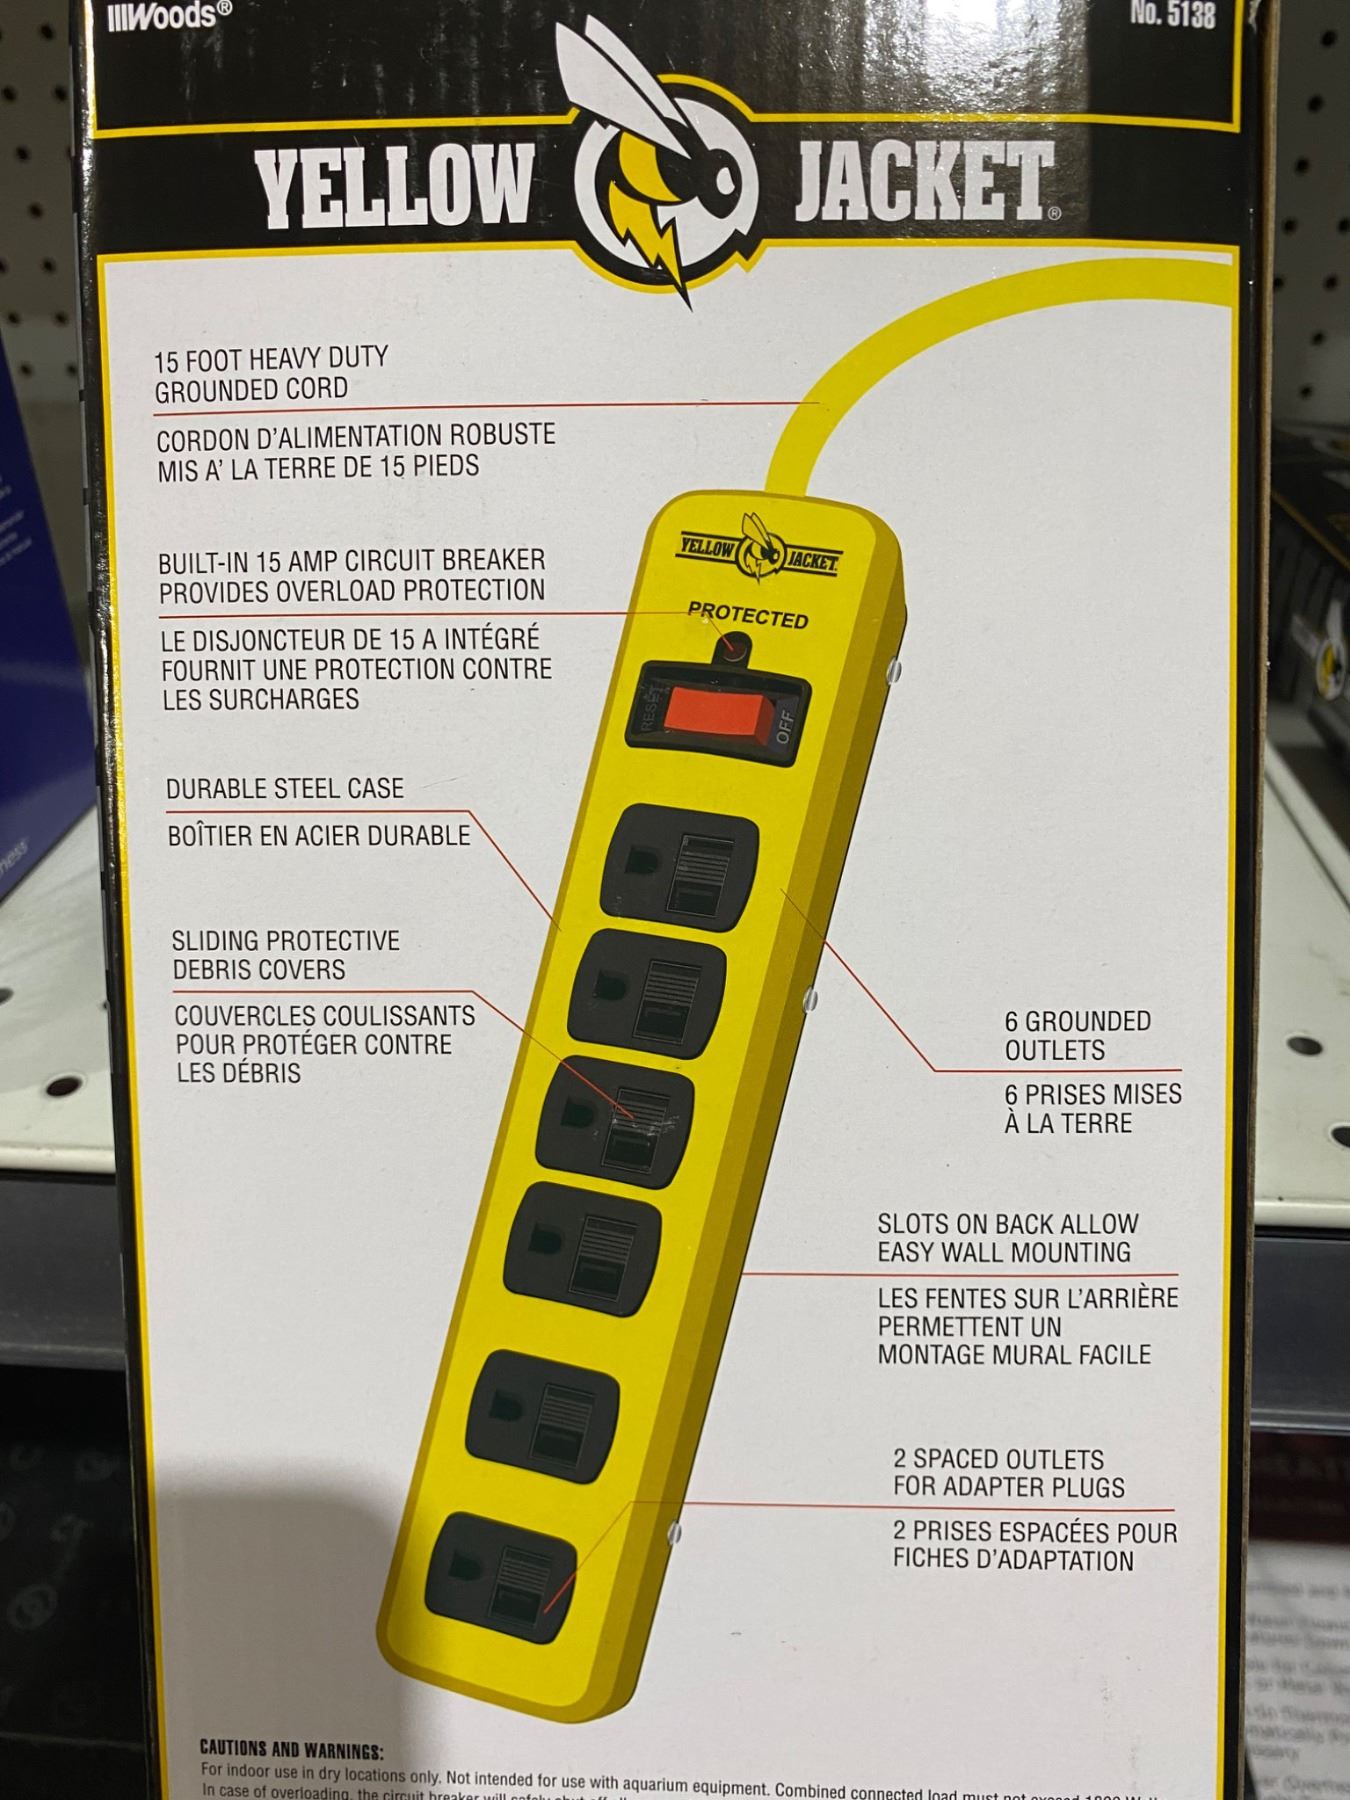 Woods®
No. 5138
YELLOW JACKET®
15 FOOT HEAVY DUTY
GROUNDED CORD
CORDON D'ALIMENTATION ROBUSTE
MIS A' LA TERRE DE 15 PIEDS
BUILT-IN 15 AMP CIRCUIT BREAKER
PROVIDES OVERLOAD PROTECTION
LE DISJONCTEUR DE 15 A INTÉGRÉ
FOURNIT UNE PROTECTION CONTRE
LES SURCHARGES
YELLOW JACKET
PROTECTED
RESET
OFF
DURABLE STEEL CASE
BOÎTIER EN ACIER DURABLE
SLIDING PROTECTIVE
DEBRIS COVERS
COUVERCLES COULISSANTS
POUR PROTÉGER CONTRE
LES DÉBRIS
6 GROUNDED
OUTLETS
6 PRISES MISES
À LA TERRE
SLOTS ON BACK ALLOW
EASY WALL MOUNTING
LES FENTES SUR L'ARRIÈRE
PERMETTENT UN
MONTAGE MURAL FACILE
2 SPACED OUTLETS
FOR ADAPTER PLUGS
2 PRISES ESPACÉES POUR
FICHES D'ADAPTATION
CAUTIONS AND WARNINGS:
For indoor use in dry locations only. Not intended for use with aquarium equipment. Combined connected load must not exceed 1800
In case of overloading, the circuit breaker will safely shut off